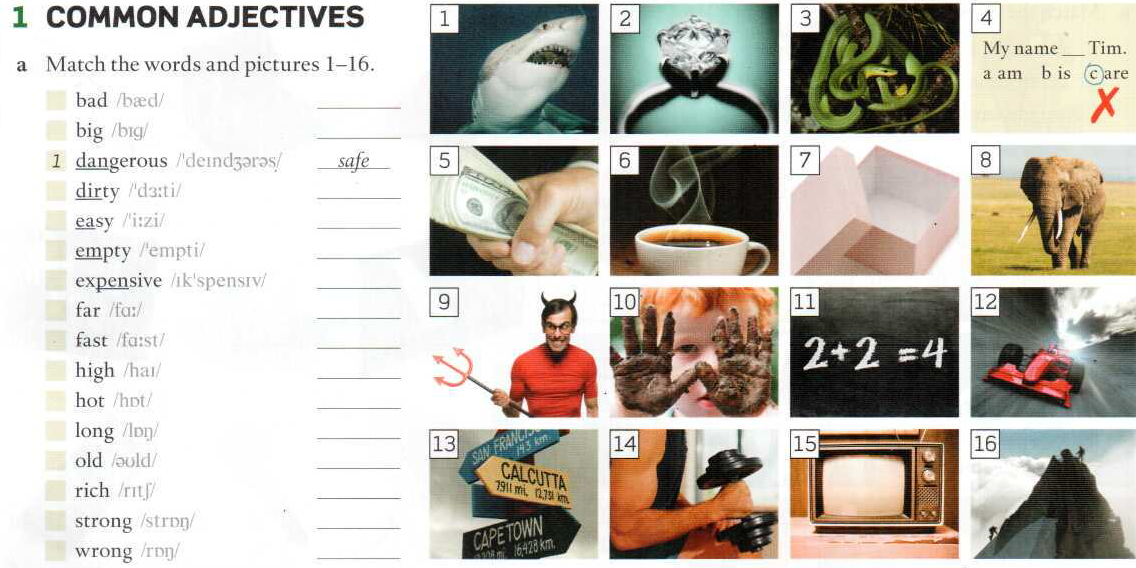 1 COMMON ADJECTIVES
a Match the words and pictures 1–16.
bad /bæd/
big /bɪg/
1 dangerous /ˈdeɪndʒərəs/ safe
dirty /ˈdɜːti/
easy /ˈiːzi/
empty /ˈempti/
expensive /ɪkˈspensɪv/
far /fɑː/
fast /fɑːst/
high /haɪ/
hot /hɒt/
long /lɒŋ/
old /əʊld/
rich /rɪtʃ/
strong /strɒŋ/
wrong /rɒŋ/
1
2
3
4
My name __ Tim.
a am b is c are
5
6
7
8
9
10
11
2+2=4
12
13
SAN FRANCISCO
CALCUTTA
7911 mi, 12,731 km
CAPETOWN
16428 km.
14
15
16